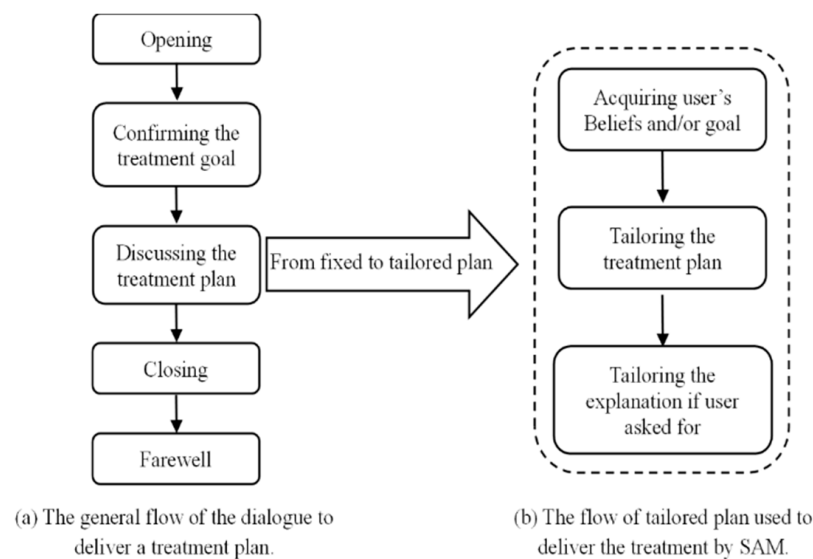 Opening
Confirming the
treatment goal
Discussing the
treatment plan
Closing
Farewell
From fixed to tailored plan
Acquiring user's
Beliefs and/or goal
Tailoring the
treatment plan
Tailoring the
explanation if user
asked for
(a) The general flow of the dialogue to
deliver a treatment plan.
(b) The flow of tailored plan used to
deliver the treatment by SAM.